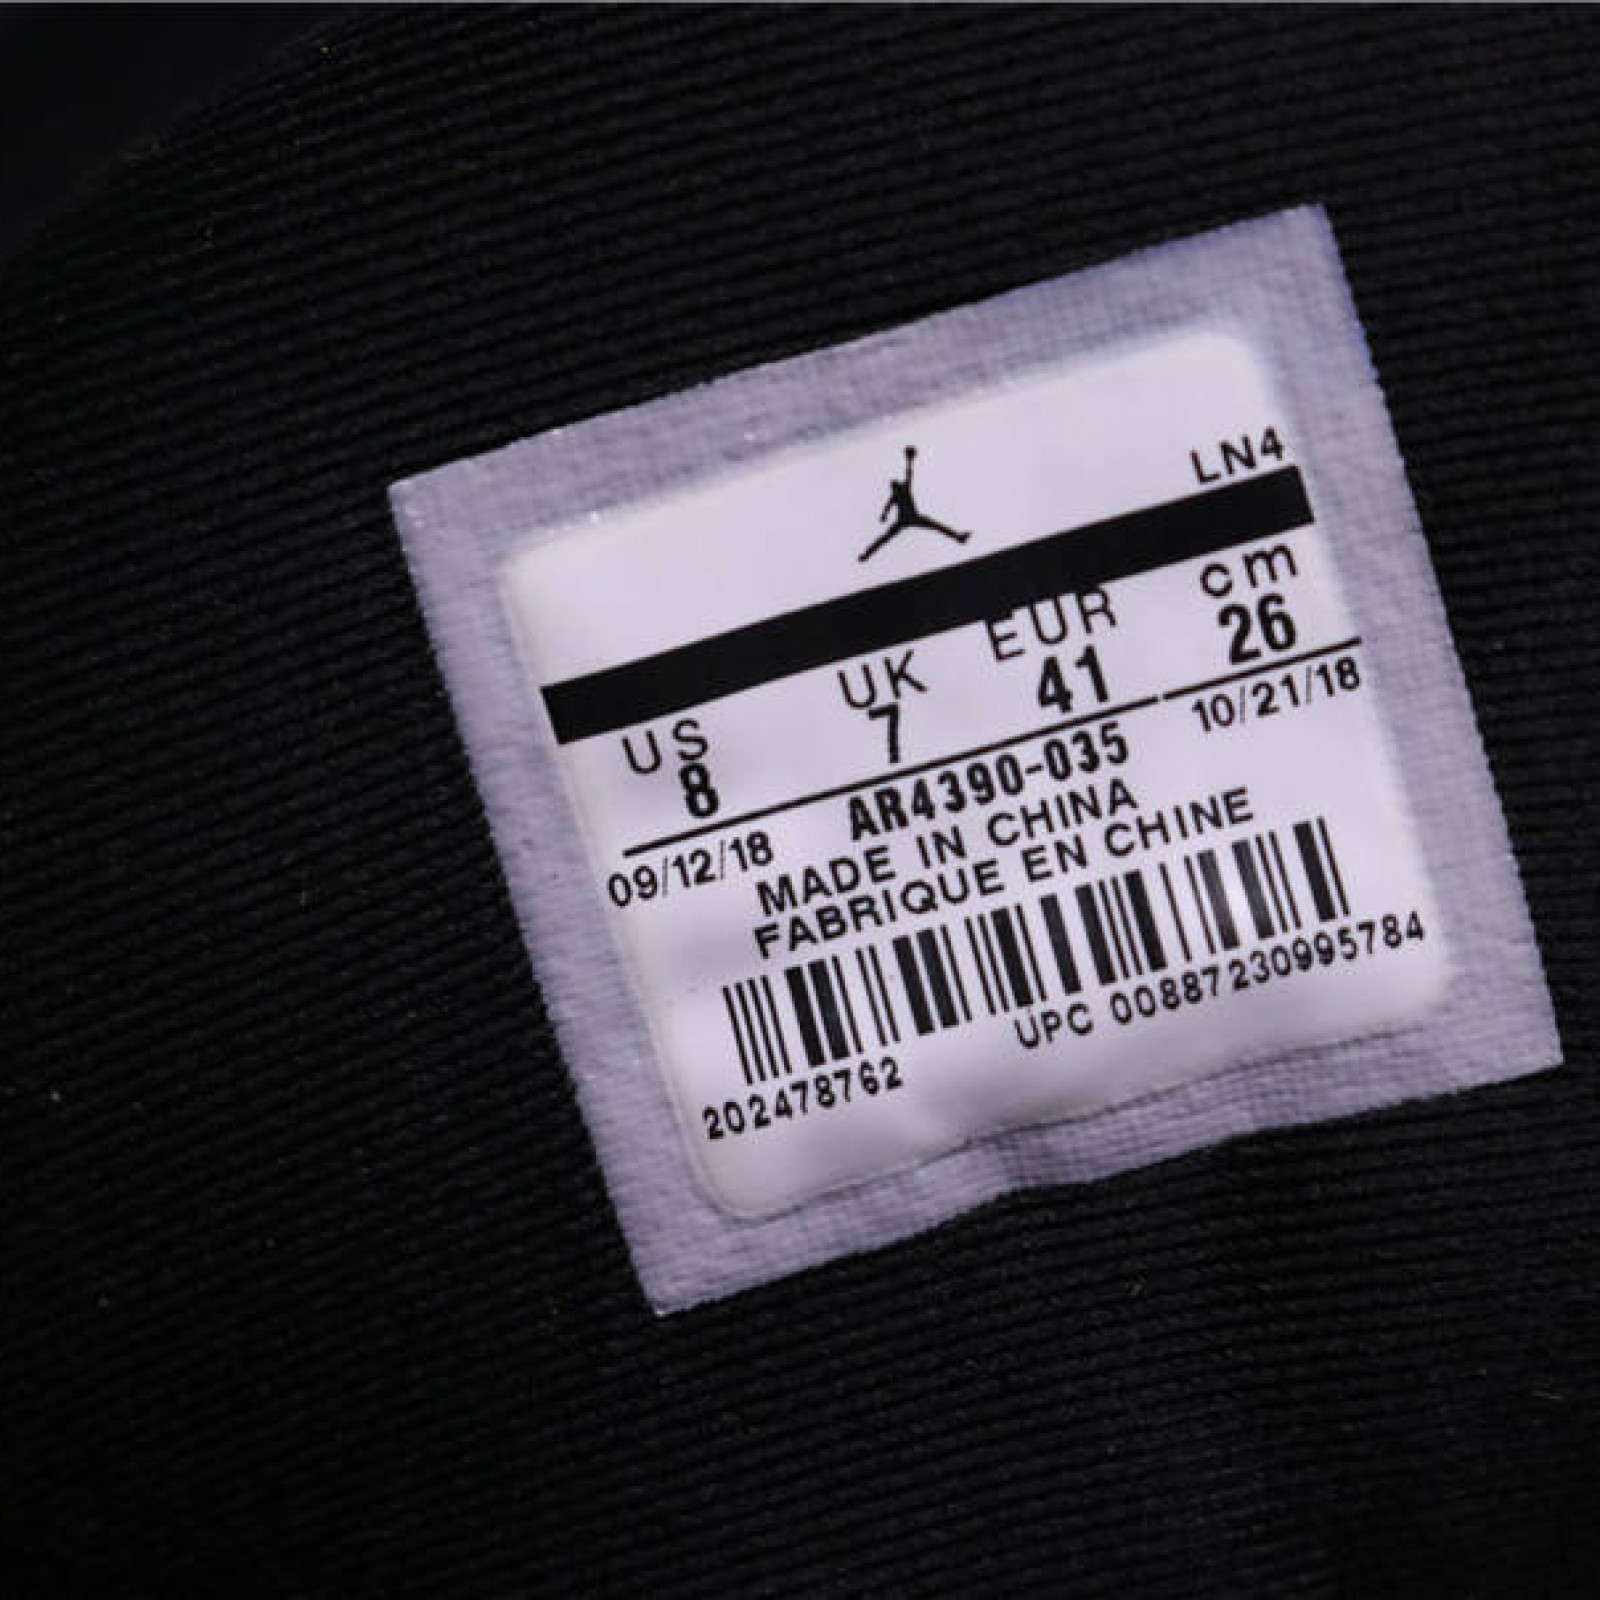 LN4
US UK EUR cm
8 7 41 26
09/12/18 AR4390-035 10/21/18
MADE IN CHINA
FABRIQUE EN CHINE
202478762 UPC 00887230995784